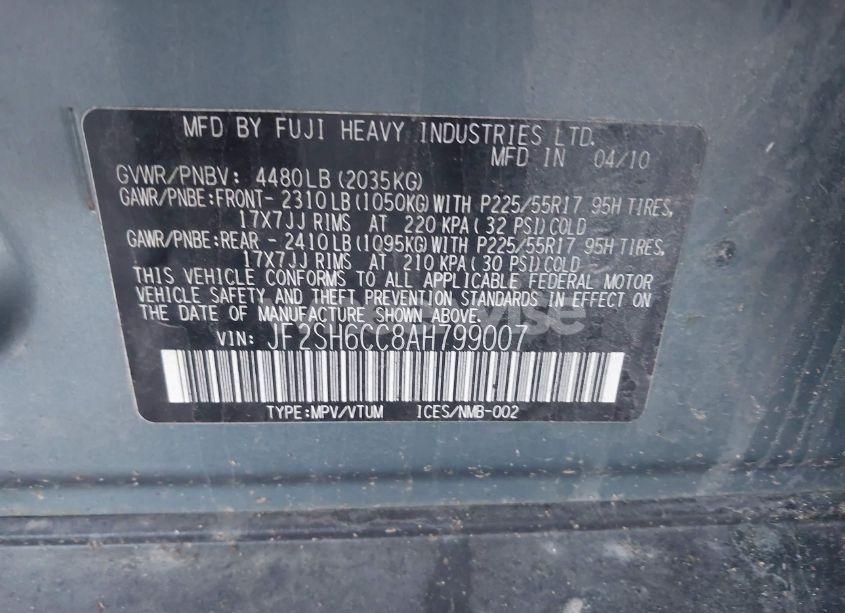 MFD BY FUJI HEAVY INDUSTRIES LTD.
MFD IN 04/10
GVWR/PNBV: 4480LB(2035KG)
GAWR/PNBE:FRONT- 2310LB(1050KG)WITH P225/55R17 95H TIRES,
17X7JJ RIMS AT 220 KPA( 32 PSI)COLD
GAWR/PNBE:REAR - 2410LB(1095KG)WITH P225/55R17 95H TIRES,
17X7JJ RIMS AT 210 KPA( 30 PSI)COLD
THIS VEHICLE CONFORMS TO ALL APPLICABLE FEDERAL MOTOR
VEHICLE SAFETY AND THEFT PREVENTION STANDARDS IN EFFECT ON
THE DATE OF MANUFACTURE SHOWN ABOVE.
VIN: JF2SH6CC8AH799007
TYPE:MPV/VTUM ICES/NMB-002